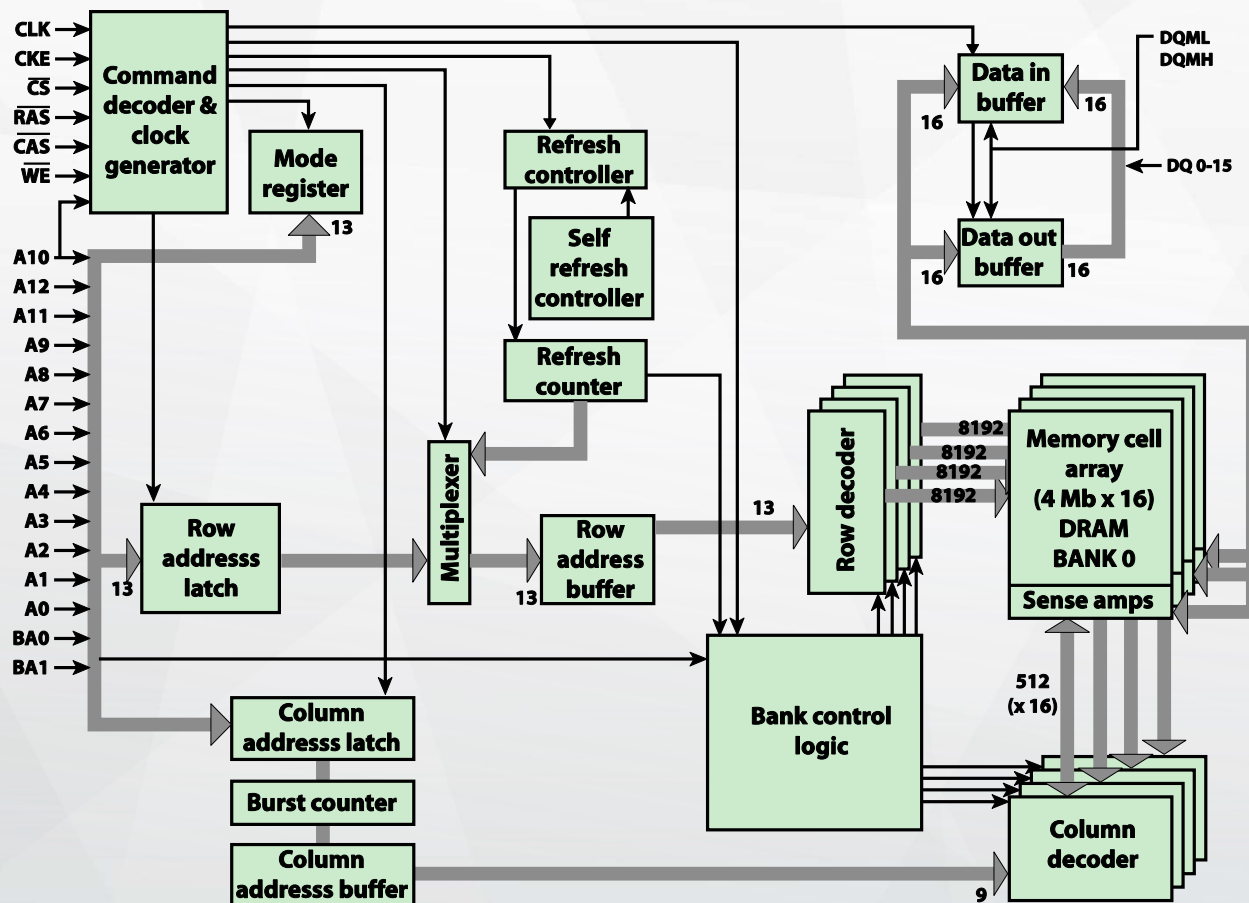 CLK
CKE
C̅S̅
R̅A̅S̅
C̅A̅S̅
W̅E̅
A10
A12
A11
A9
A8
A7
A6
A5
A4
A3
A2
A1
A0
BA0
BA1
Command
decoder &
clock
generator
Mode
register
13
Refresh
controller
Self
refresh
controller
Refresh
counter
Data in
buffer
16
16
DQML
DQMH
DQ 0-15
Data out
buffer
16
16
Row
addresss
latch
13
Multiplexer
Row
address
buffer
13
13
Row decoder
8192
8192
8192
8192
Memory cell
array
(4 Mb x 16)
DRAM
BANK 0
Sense amps
512
(x 16)
Bank control
logic
Column
addresss latch
Burst counter
Column
addresss buffer
9
Column
decoder